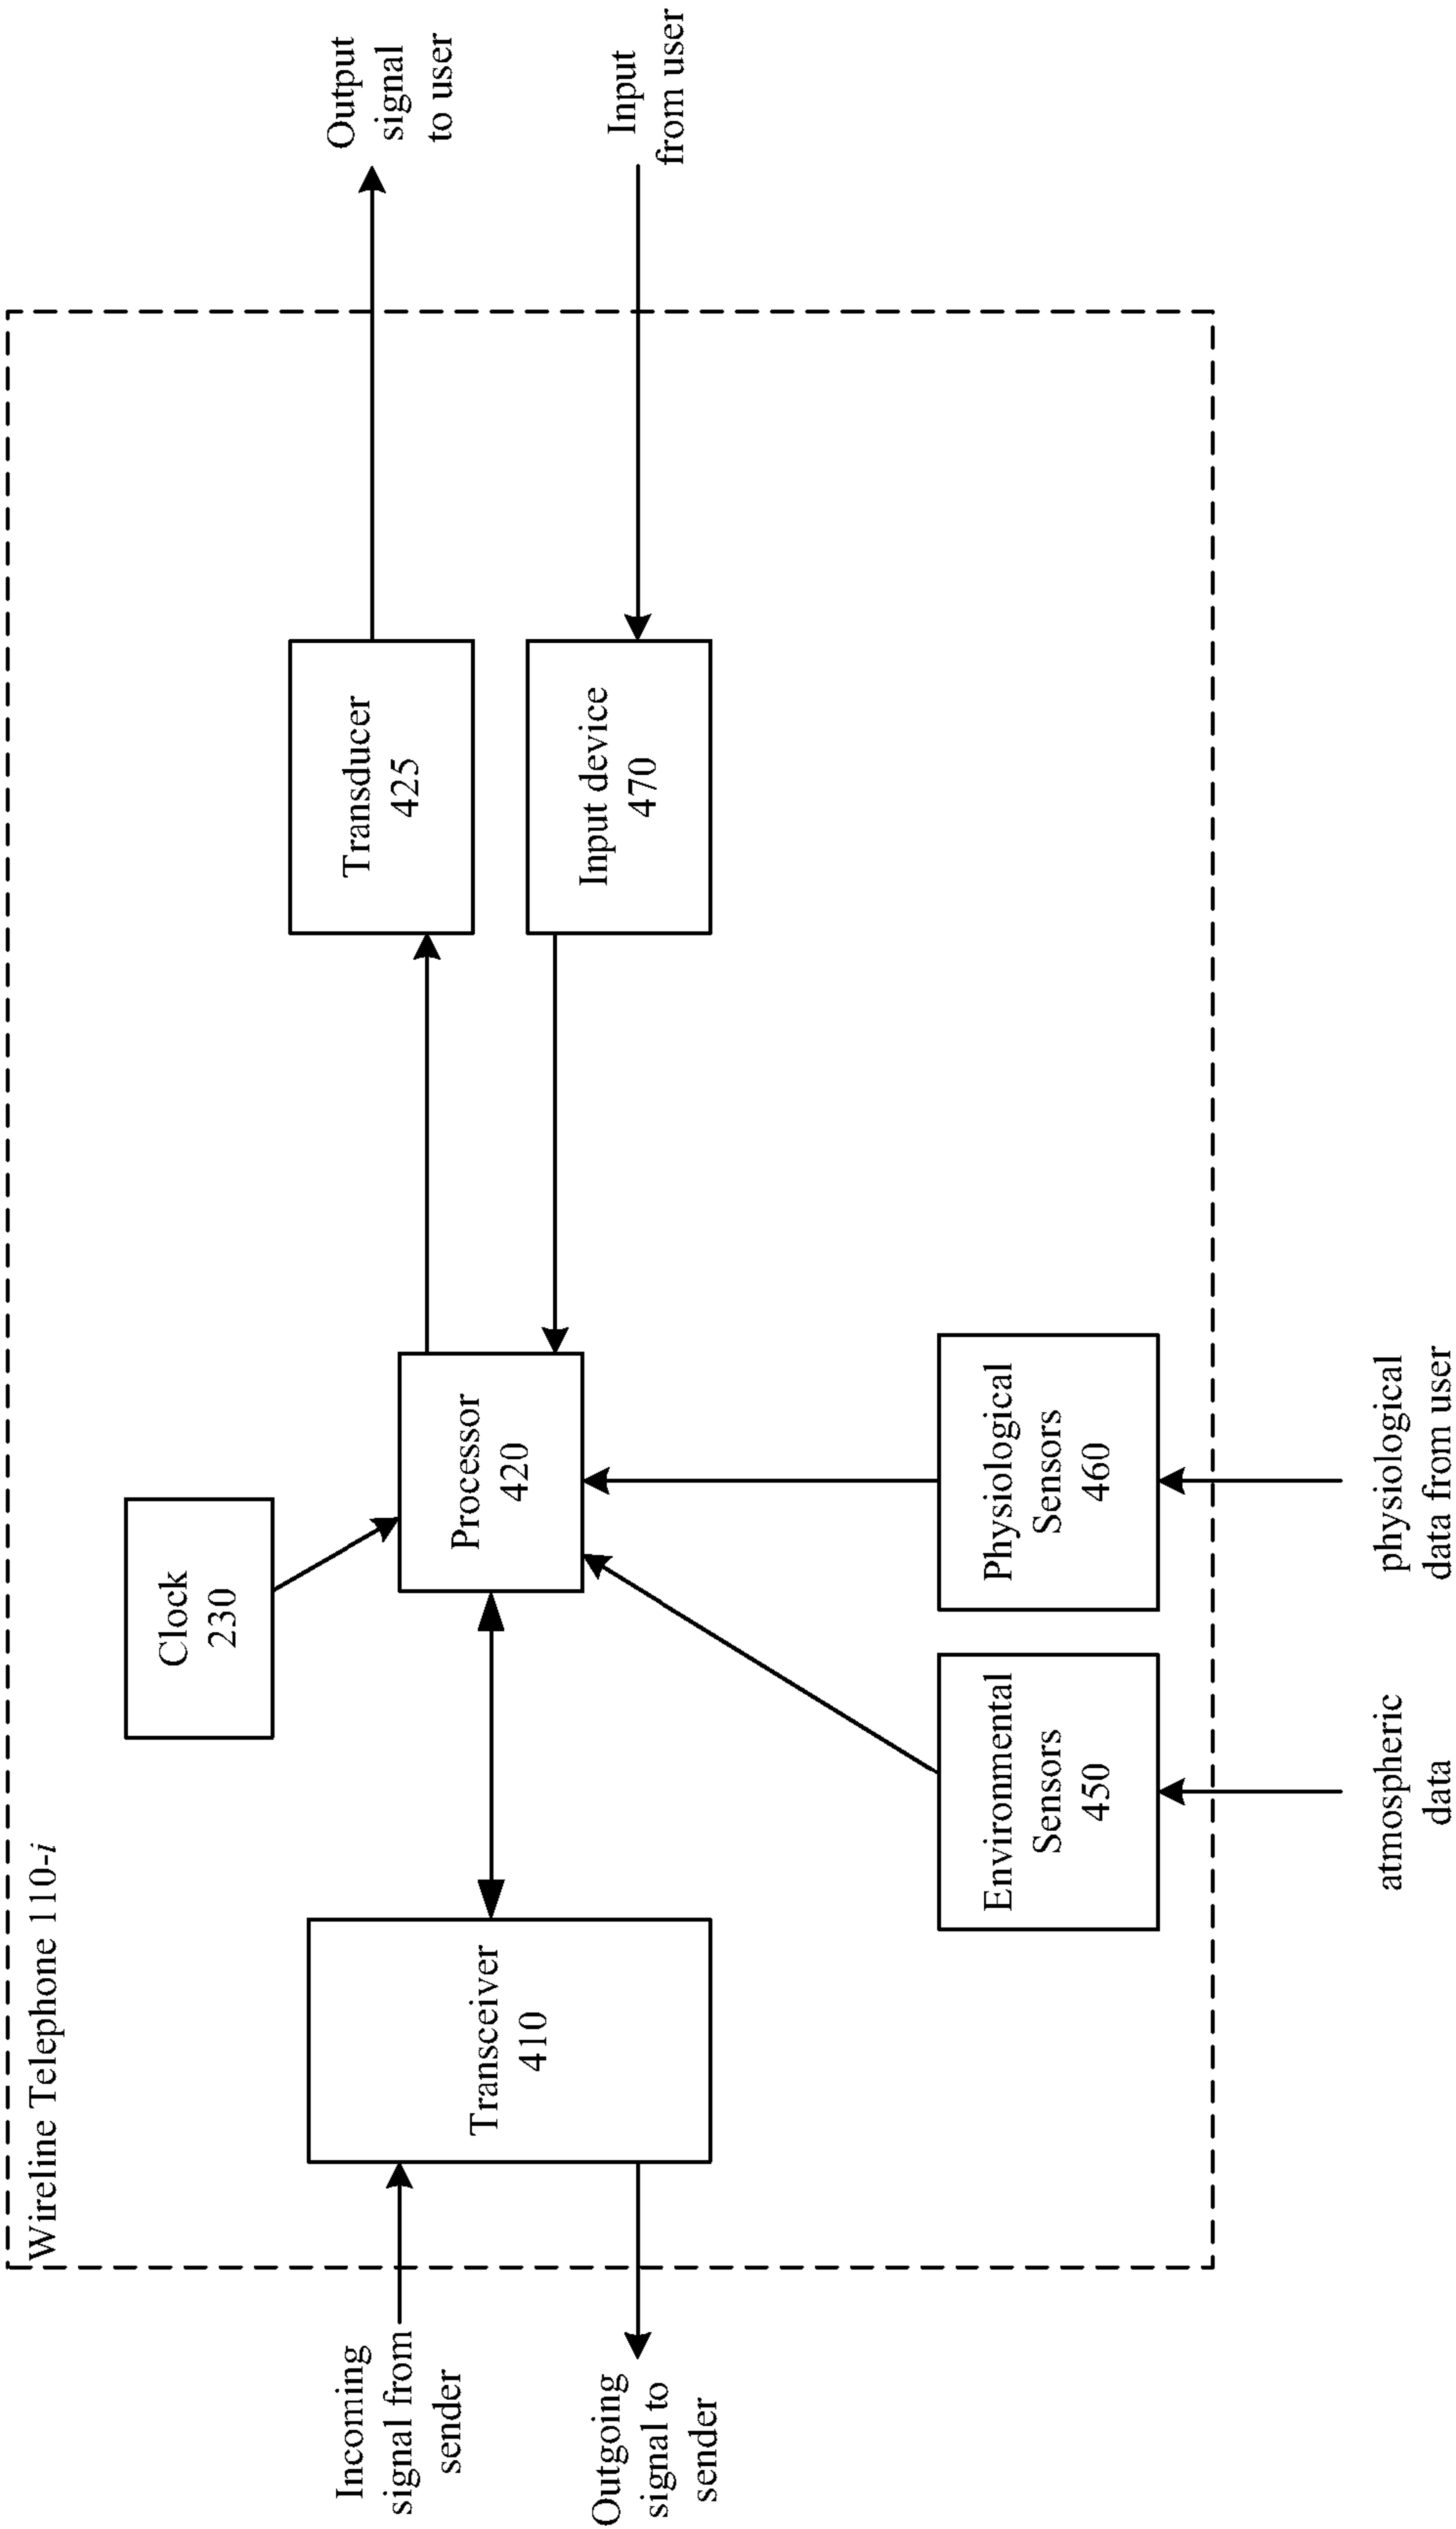 Wireline Telephone 110-i
Clock
230
Incoming
signal from
sender
Outgoing
signal to
sender
Transceiver
410
Processor
420
Transducer
425
Input device
470
Output
signal
to user
Input
from user
Environmental
Sensors
450
Physiological
Sensors
460
atmospheric
data
physiological
data from user